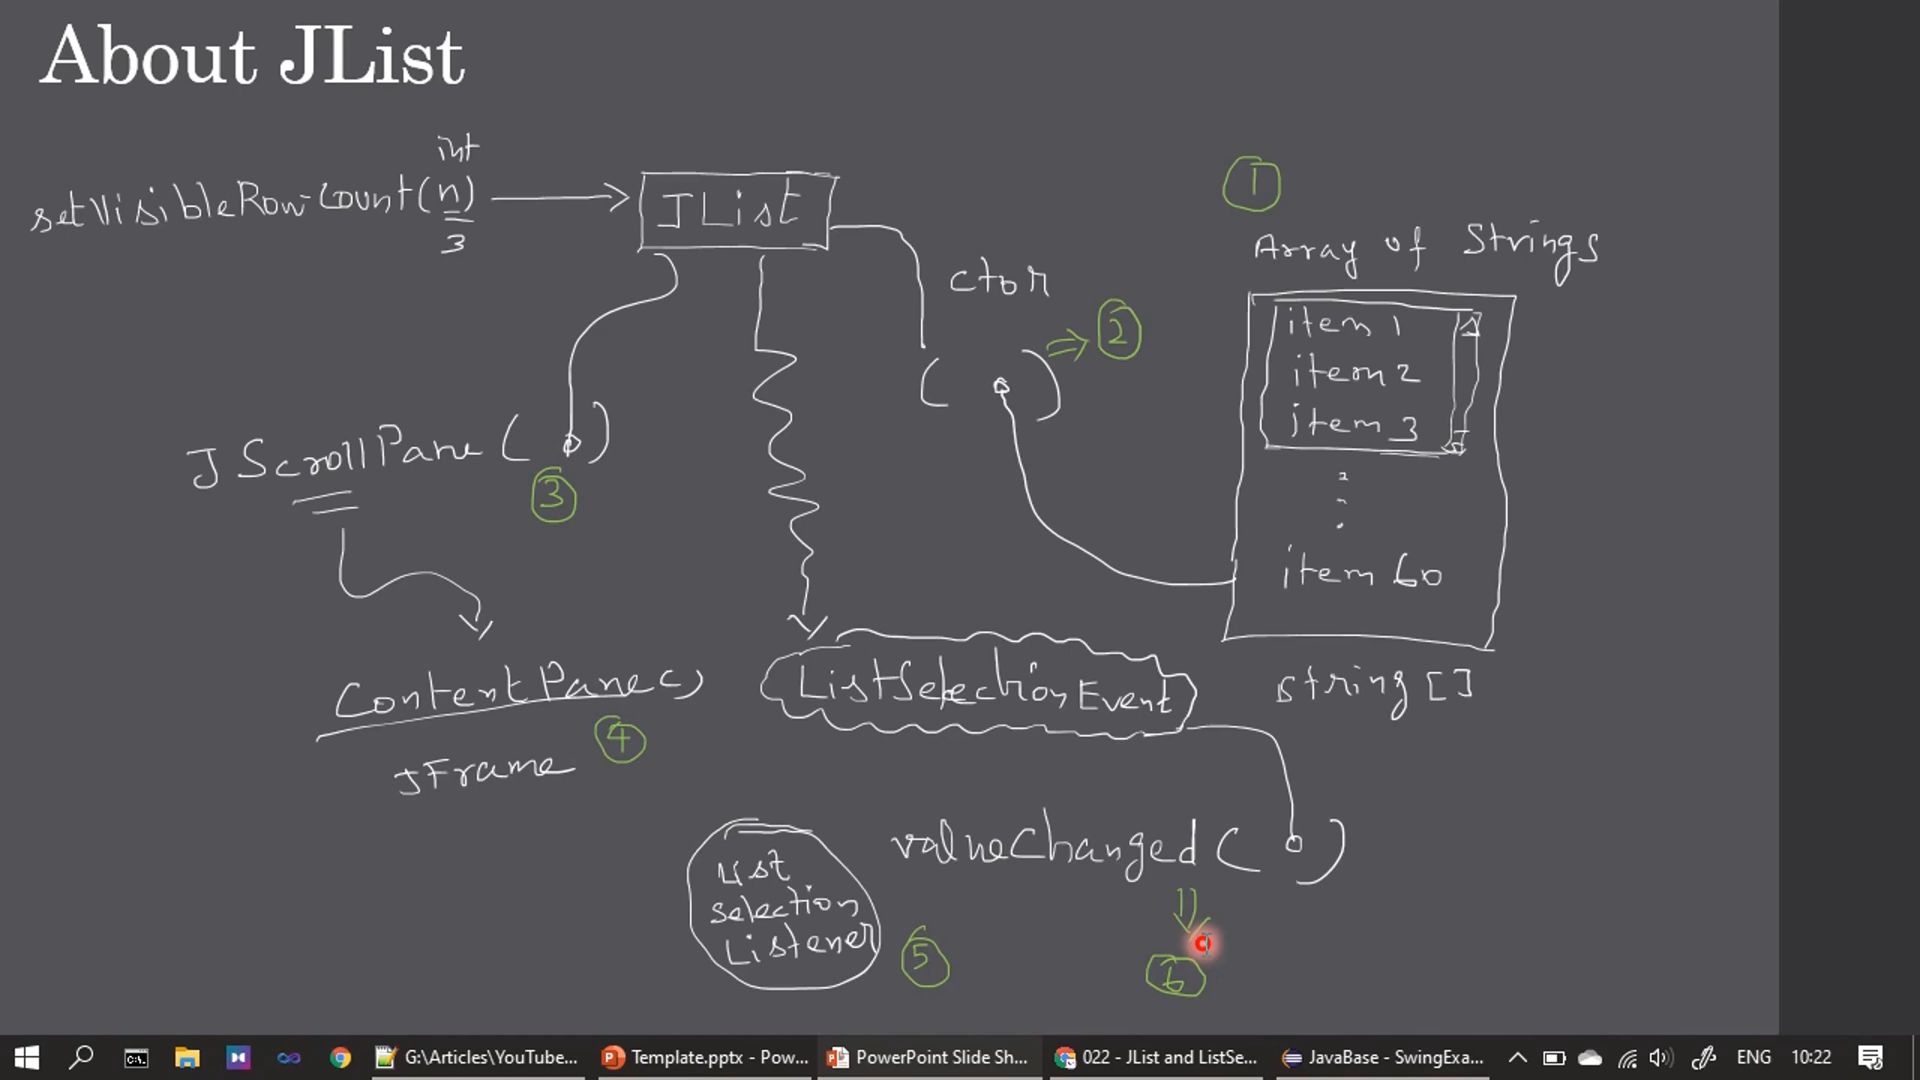 About JList
int
setVisibleRowCount(n)
3
JList
ctor
( )
2
1
Array of Strings
item 1
item 2
item 3
item 60
string []
JScrollPane( )
3
ContentPane()
4
JFrame
ListSelectionEvent
valueChanged( )
List
selection
Listener
5
6
G:\Articles\YouTube...
Template.pptx - Pow...
PowerPoint Slide Sh...
022 - JList and ListSe...
JavaBase - SwingExa...
ENG
10:22